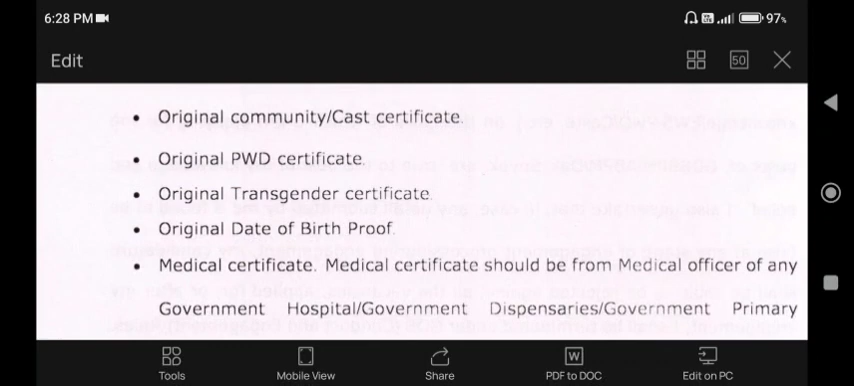 6:28 PM
97%
Edit
50
• Original community/Cast certificate.
• Original PWD certificate.
• Original Transgender certificate.
• Original Date of Birth Proof.
• Medical certificate. Medical certificate should be from Medical officer of any
Government Hospital/Government Dispensaries/Government Primary
Tools
Mobile View
Share
W
PDF to DOC
Edit on PC